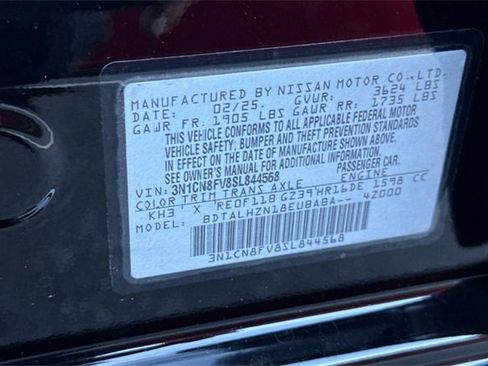 MANUFACTURED BY NISSAN MOTOR CO.,LTD.
DATE: 02/25. GVWR: 3624 LBS
GAWR FR. 1905 LBS GAWR RR: 1735 LBS
THIS VEHICLE CONFORMS TO ALL APPLICABLE FEDERAL MOTOR
VEHICLE SAFETY, BUMPER AND THEFT PREVENTION STANDARDS
IN EFFECT ON THE DATE OF MANUFACTURE SHOWN ABOVE.
SEE OWNER'S MANUAL FOR ADDITIONAL INFORMATION.
VIN: 3N1CN8FV8SL844568 PASSENGER CAR
COLOR TRIM TRANS AXLE ENGINE
KH3 X RE0F11B GZ39 HR16DE 1598 CC
MODEL: BDTALHZN18EUBABA-- 42000
3N1CN8FV8SL844568